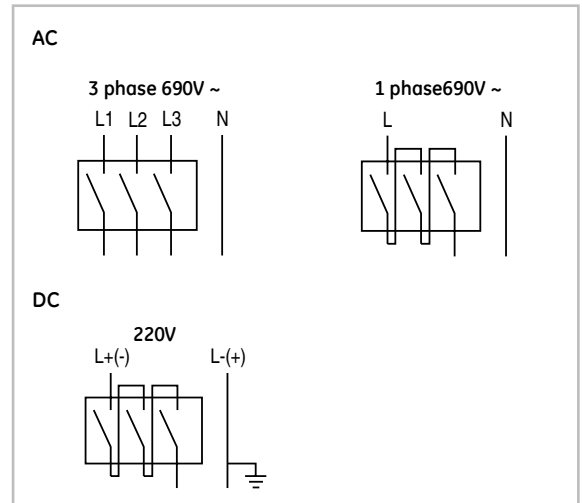 AC
3 phase 690V ~
L1 L2 L3 N
1 phase690V ~
L N
DC
220V
L+(-) L-(+)